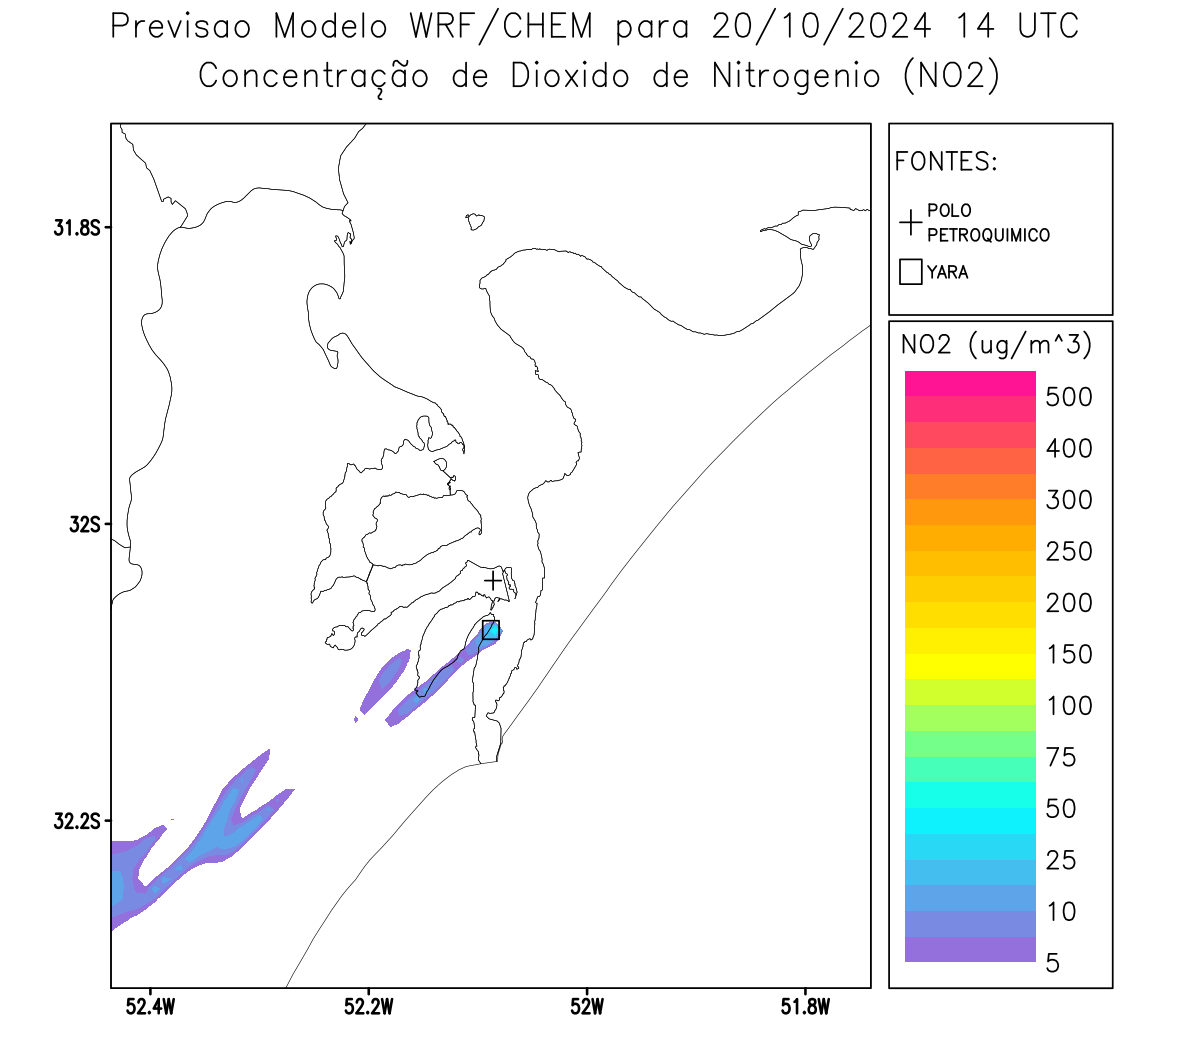 Previsao Modelo WRF/CHEM para 20/10/2024 14 UTC
Concentração de Dioxido de Nitrogenio (NO2)
FONTES:
POLO
PETROQUIMICO
YARA
NO2 (ug/m^3)
500
400
300
250
200
150
100
75
50
25
10
5
31.8S
32S
32.2S
52.4W
52.2W
52W
51.8W